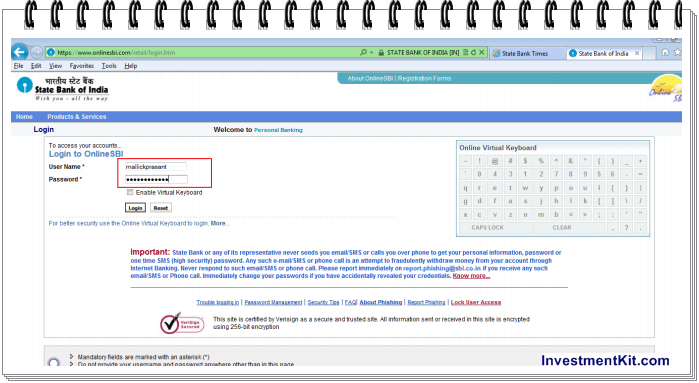 https://www.onlinesbi.com/retail/login.htm
STATE BANK OF INDIA [IN]
State Bank Times
State Bank of India
File Edit View Favorites Tools Help
भारतीय स्टेट बैंक
State Bank of India
With you - all the way
About OnlineSBI | Registration Forms
Online SB
Home Products & Services
Login
Welcome to Personal Banking
To access your accounts...
Login to OnlineSBI
User Name * mallickprasant
Password *
Enable Virtual Keyboard
Login Reset
For better security use the Online Virtual Keyboard to login. More...
Online Virtual Keyboard
~ ! @ # $ % ^ & * ( ) _ +
` 0 4 3 1 2 7 8 9 5 6 - =
q r e t w y p o u i { } |
g d f a s j h l k [ ] \ /
x c v z n m b < > ; : ' "
CAPS LOCK CLEAR . ? ,
Important: State Bank or any of its representative never sends you email/SMS or calls you over phone to get your personal information, password or
one time SMS (high security) password. Any such e-mail/SMS or phone call is an attempt to fraudulently withdraw money from your account through
Internet Banking. Never respond to such email/SMS or phone call. Please report immediately on report.phishing@sbi.co.in if you receive any such
email/SMS or Phone call. Immediately change your passwords if you have accidentally revealed your credentials. Know more...
Trouble logging in | Password Management | Security Tips | FAQ | About Phishing | Report Phishing | Lock User Access
VeriSign
Secured
This site is certified by Verisign as a secure and trusted site. All information sent or received in this site is encrypted
using 256-bit encryption
Mandatory fields are marked with an asterisk (*)
Do not provide your username and password anywhere other than in this page
InvestmentKit.com